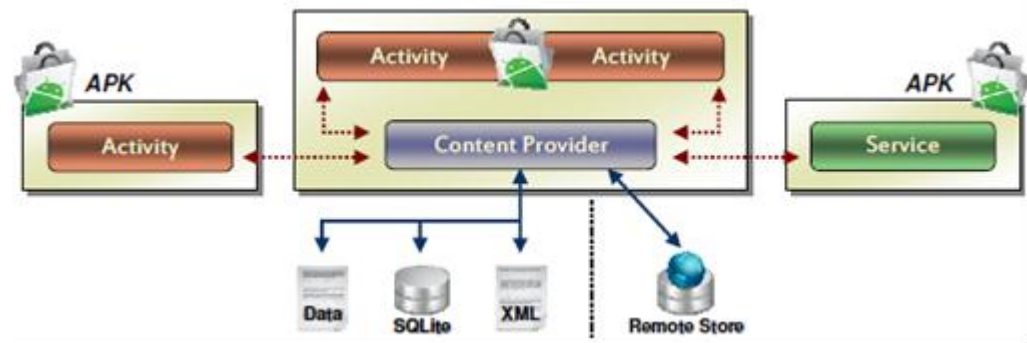 Activity Activity
APK
APK
Activity
Content Provider
Service
Data
SQLite
XML
Remote Store